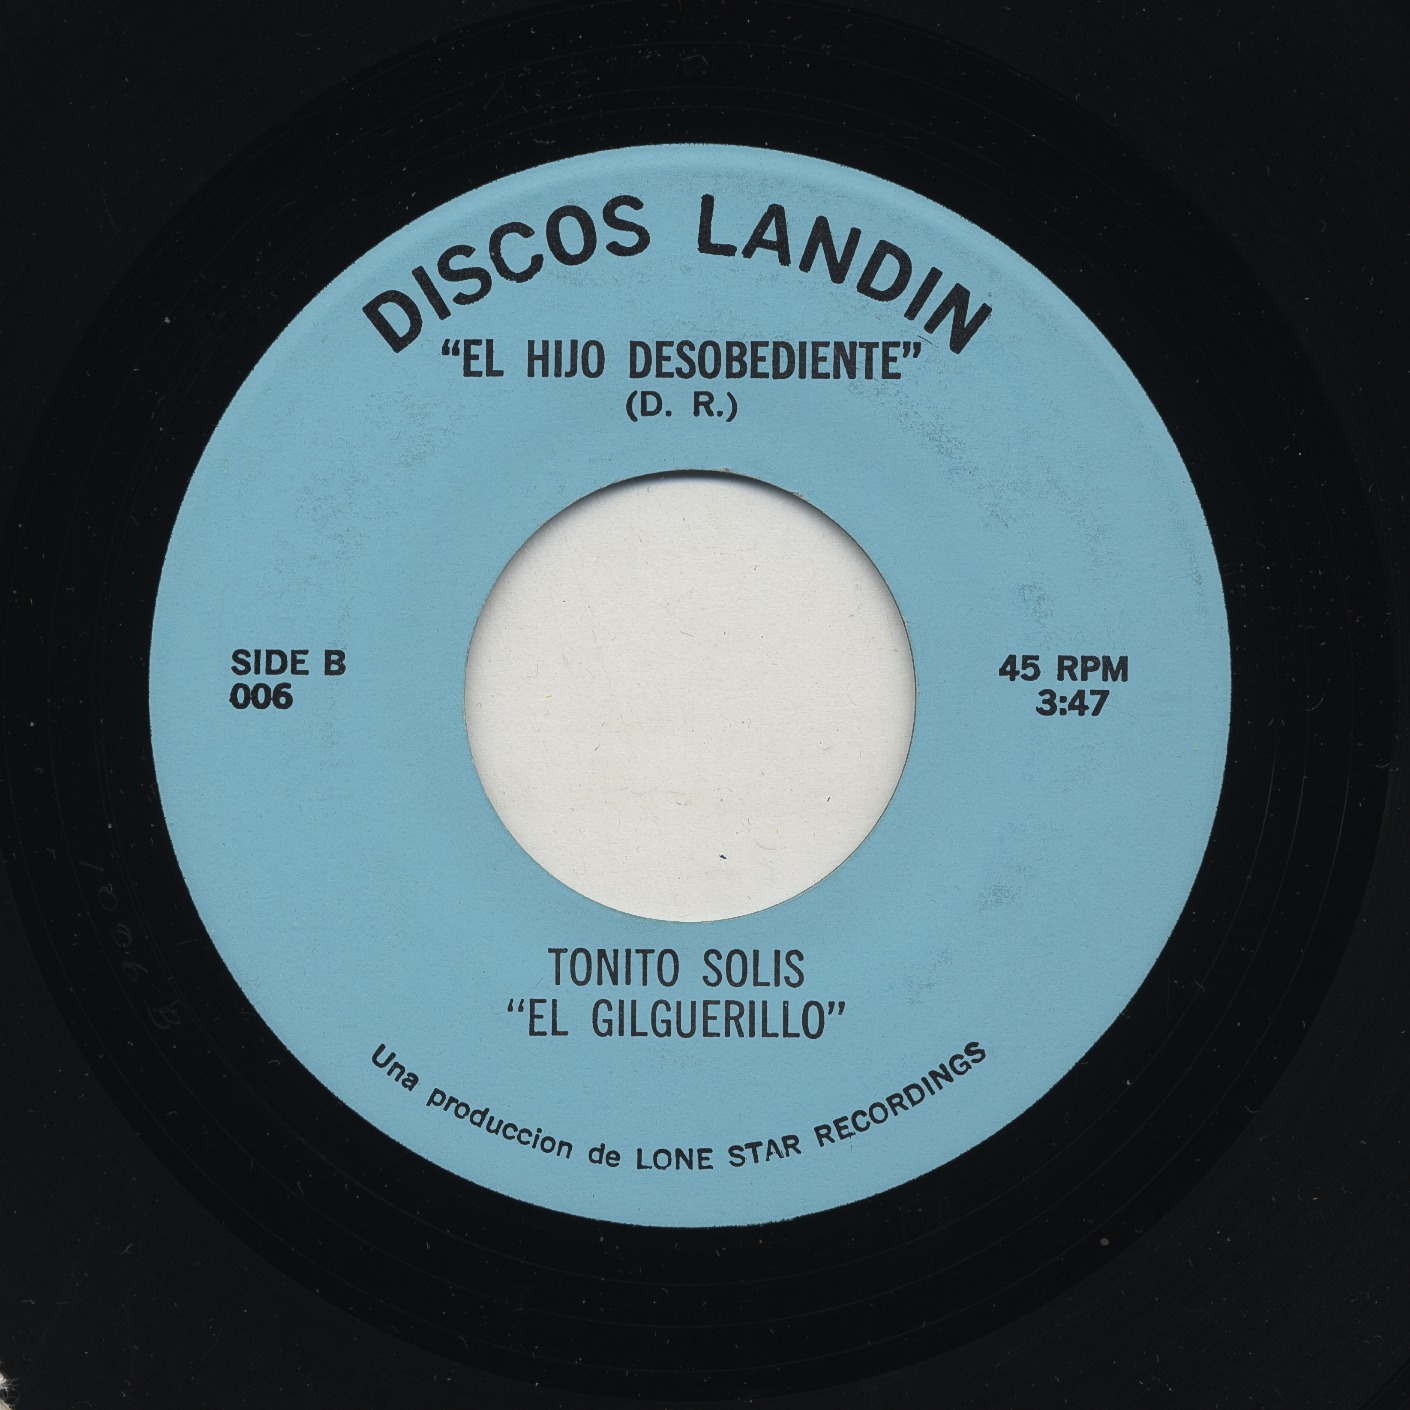 DISCOS LANDIN
“EL HIJO DESOBEDIENTE”
(D. R.)
SIDE B
006
45 RPM
3:47
TONITO SOLIS
“EL GILGUERILLO”
Una produccion de LONE STAR RECORDINGS